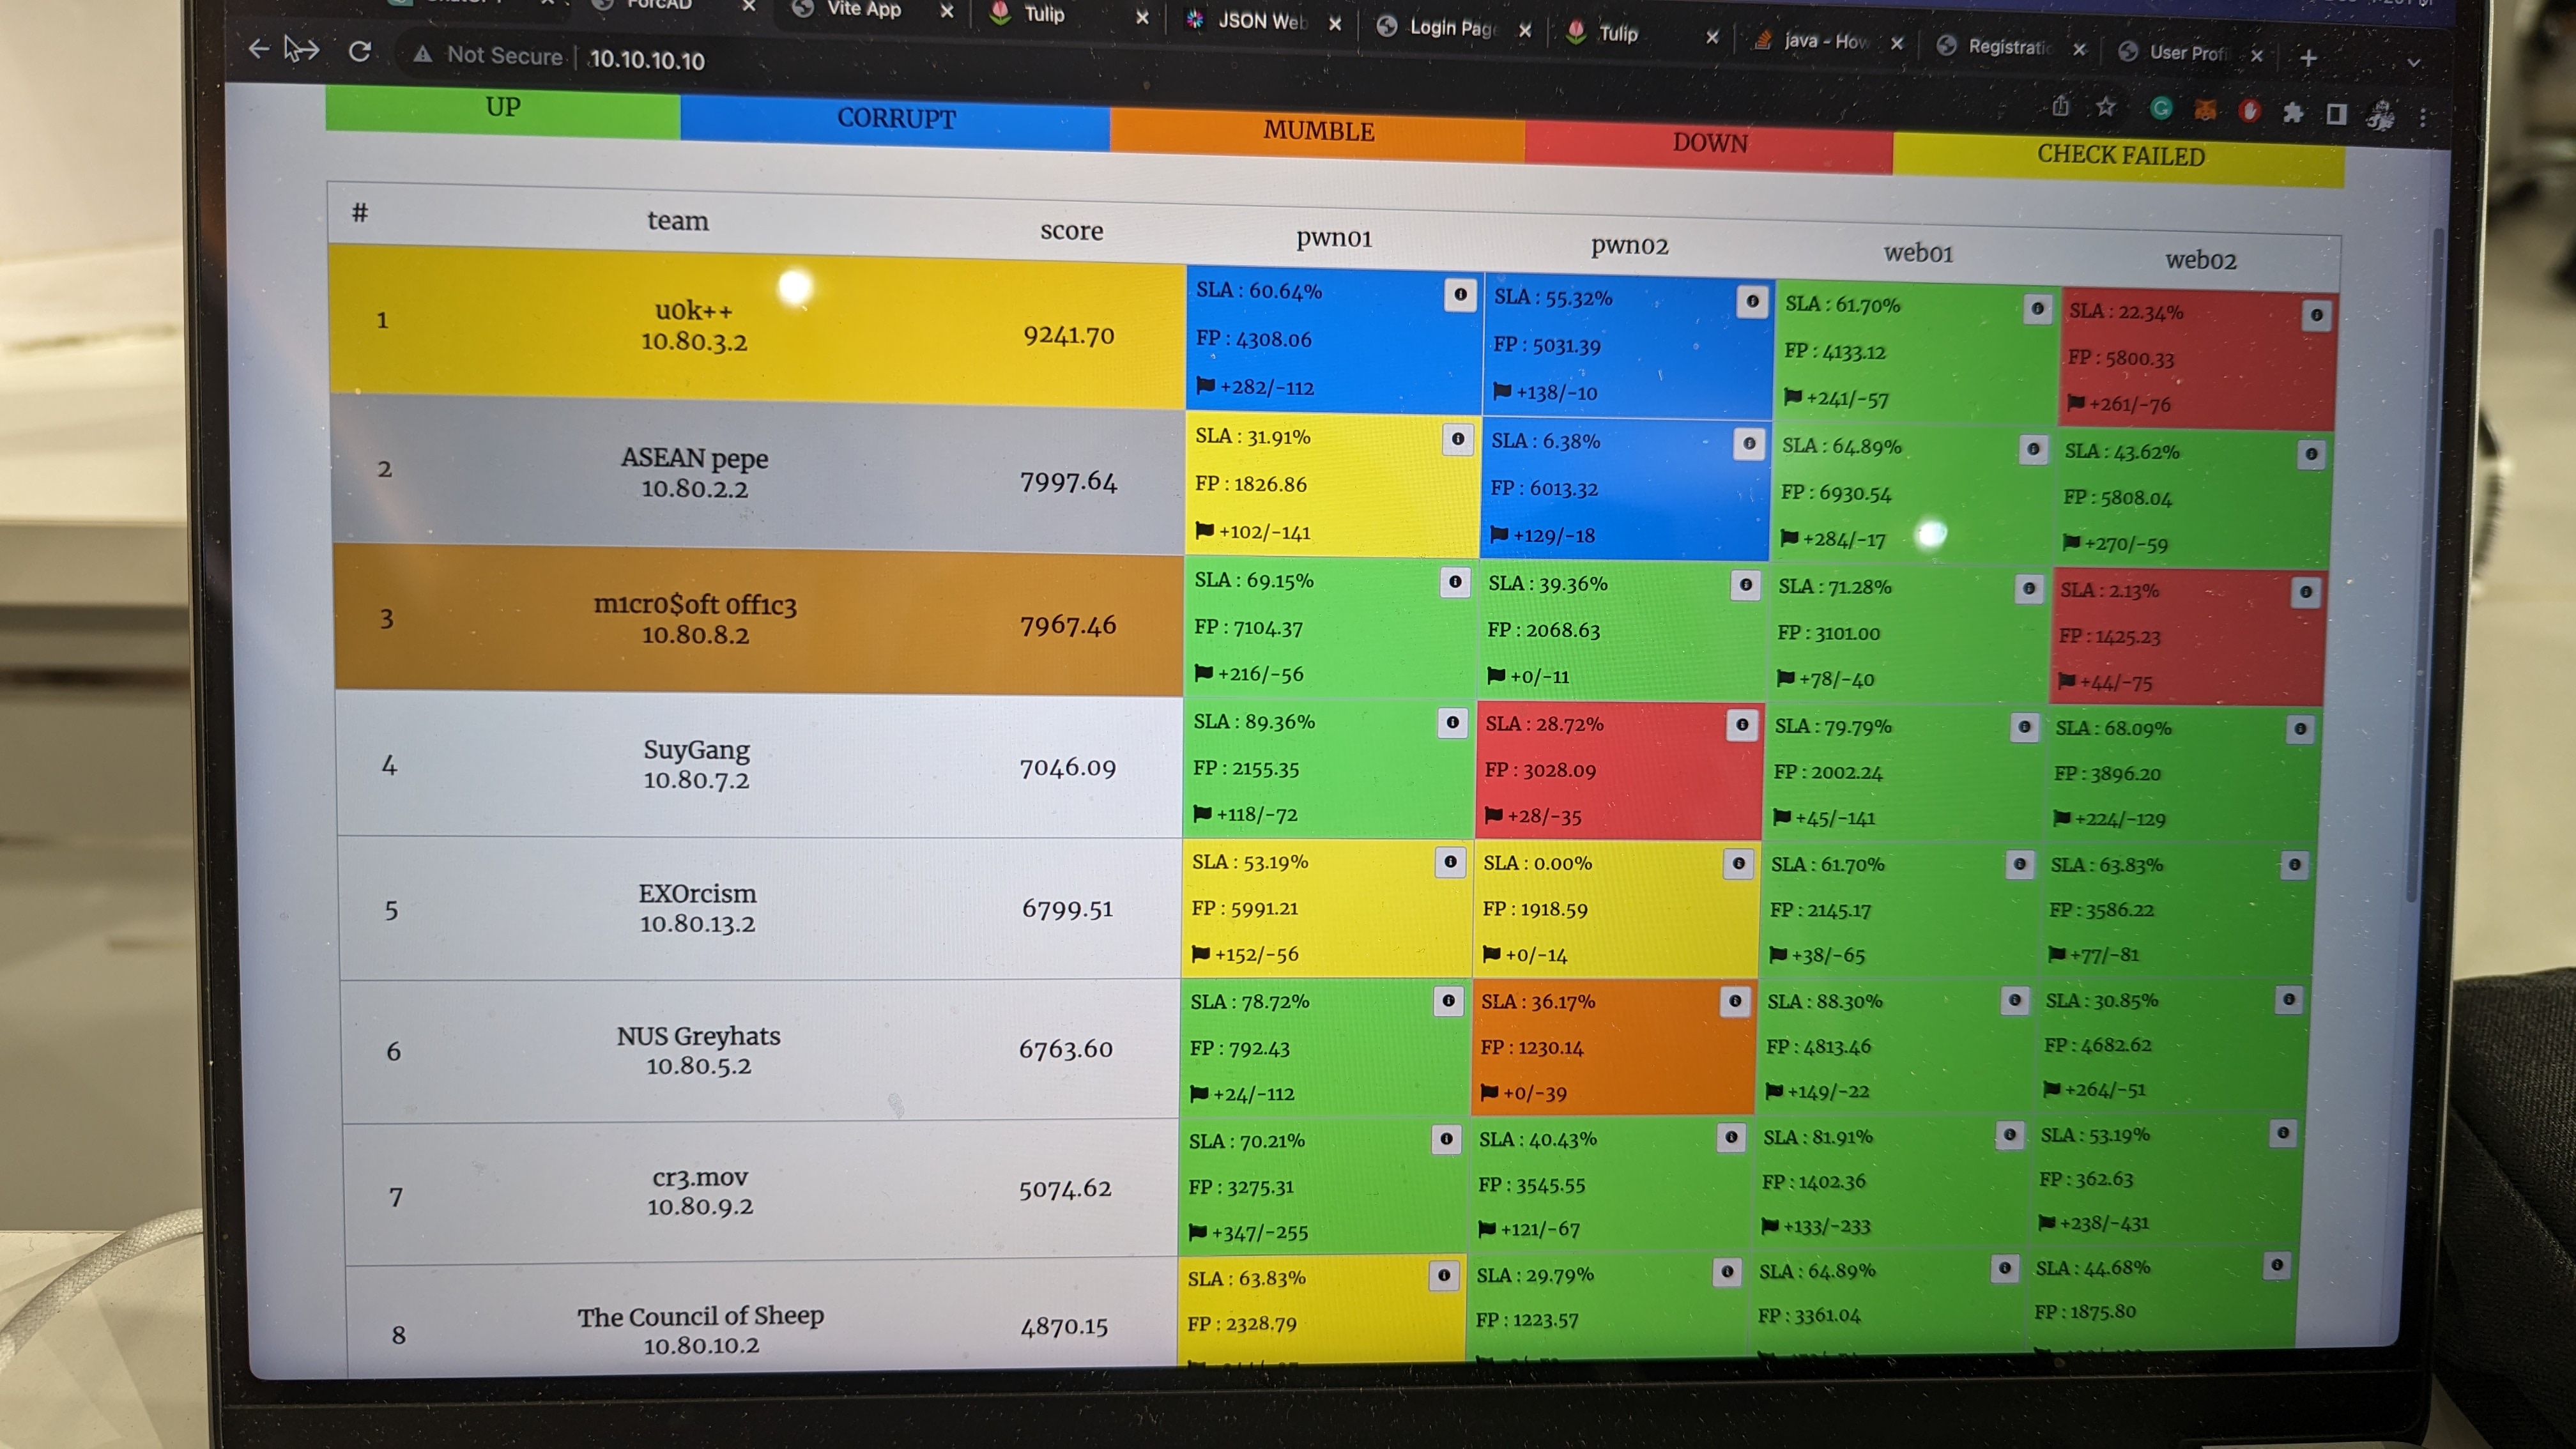 ForcAD
Vite App
Tulip
JSON Web
Login Page
Tulip
java - How
Registratic
User Profi
Not Secure | 10.10.10.10
UP CORRUPT MUMBLE DOWN CHECK FAILED
# team score pwn01 pwn02 web01 web02
1 u0k++ 9241.70
10.80.3.2
SLA : 60.64% SLA : 55.32% SLA : 61.70% SLA : 22.34%
FP : 4308.06 FP : 5031.39 FP : 4133.12 FP : 5800.33
+282/-112 +138/-10 +241/-57 +261/-76
2 ASEAN pepe 7997.64
10.80.2.2
SLA : 31.91% SLA : 6.38% SLA : 64.89% SLA : 43.62%
FP : 1826.86 FP : 6013.32 FP : 6930.54 FP : 5808.04
+102/-141 +129/-18 +284/-17 +270/-59
3 m1cr0$oft 0ff1c3 7967.46
10.80.8.2
SLA : 69.15% SLA : 39.36% SLA : 71.28% SLA : 2.13%
FP : 7104.37 FP : 2068.63 FP : 3101.00 FP : 1425.23
+216/-56 +0/-11 +78/-40 +44/-75
4 SuyGang 7046.09
10.80.7.2
SLA : 89.36% SLA : 28.72% SLA : 79.79% SLA : 68.09%
FP : 2155.35 FP : 3028.09 FP : 2002.24 FP : 3896.20
+118/-72 +28/-35 +45/-141 +224/-129
5 EXOrcism 6799.51
10.80.13.2
SLA : 53.19% SLA : 0.00% SLA : 61.70% SLA : 63.83%
FP : 5991.21 FP : 1918.59 FP : 2145.17 FP : 3586.22
+152/-56 +0/-14 +38/-65 +77/-81
6 NUS Greyhats 6763.60
10.80.5.2
SLA : 78.72% SLA : 36.17% SLA : 88.30% SLA : 30.85%
FP : 792.43 FP : 1230.14 FP : 4813.46 FP : 4682.62
+24/-112 +0/-39 +149/-22 +264/-51
7 cr3.mov 5074.62
10.80.9.2
SLA : 70.21% SLA : 40.43% SLA : 81.91% SLA : 53.19%
FP : 3275.31 FP : 3545.55 FP : 1402.36 FP : 362.63
+347/-255 +121/-67 +133/-233 +238/-431
8 The Council of Sheep 4870.15
10.80.10.2
SLA : 63.83% SLA : 29.79% SLA : 64.89% SLA : 44.68%
FP : 2328.79 FP : 1223.57 FP : 3361.04 FP : 1875.80